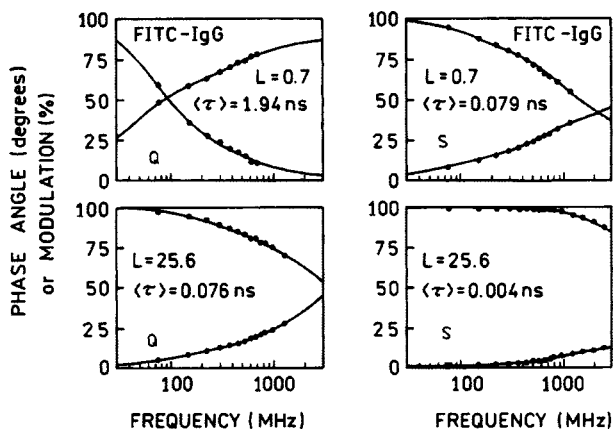 PHASE ANGLE (degrees)
or MODULATION (%)
100
75
50
25
0
FITC-IgG
L = 0.7
⟨τ⟩ = 1.94 ns
Q
100
75
50
25
0
FITC-IgG
L = 0.7
⟨τ⟩ = 0.079 ns
S
100
75
50
25
0
L = 25.6
⟨τ⟩ = 0.076 ns
Q
100
1000
FREQUENCY (MHz)
100
75
50
25
0
L = 25.6
⟨τ⟩ = 0.004 ns
S
100
1000
FREQUENCY (MHz)